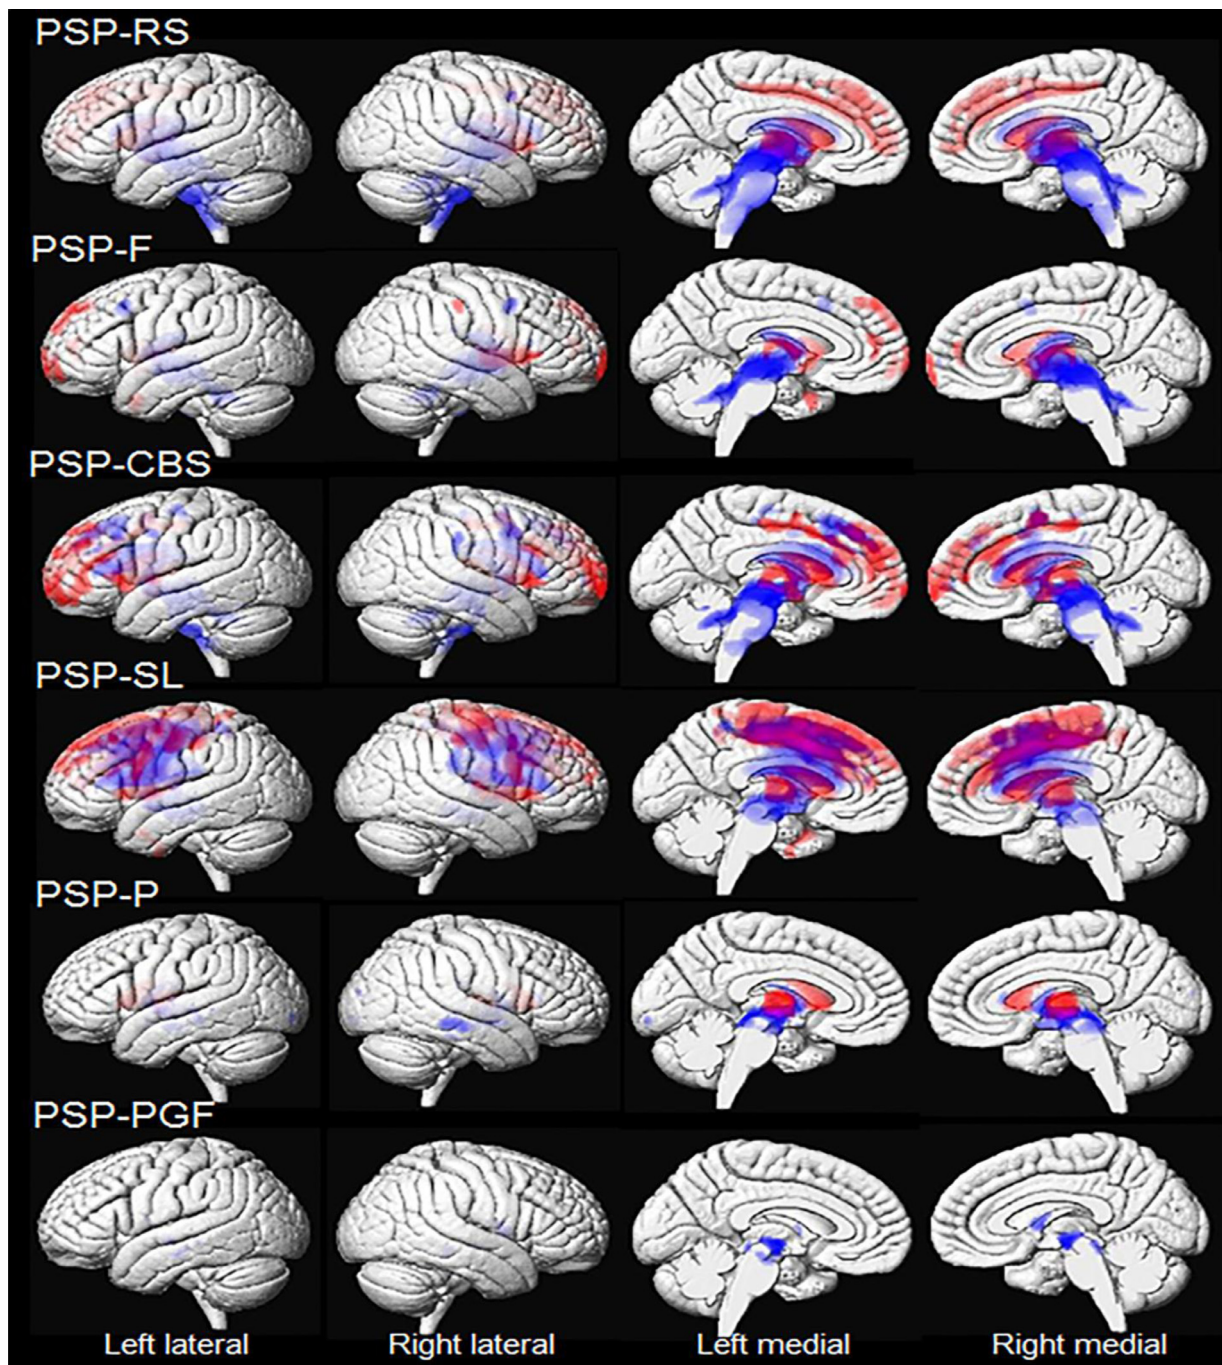 PSP-RS
PSP-F
PSP-CBS
PSP-SL
PSP-P
PSP-PGF
Left lateral Right lateral Left medial Right medial